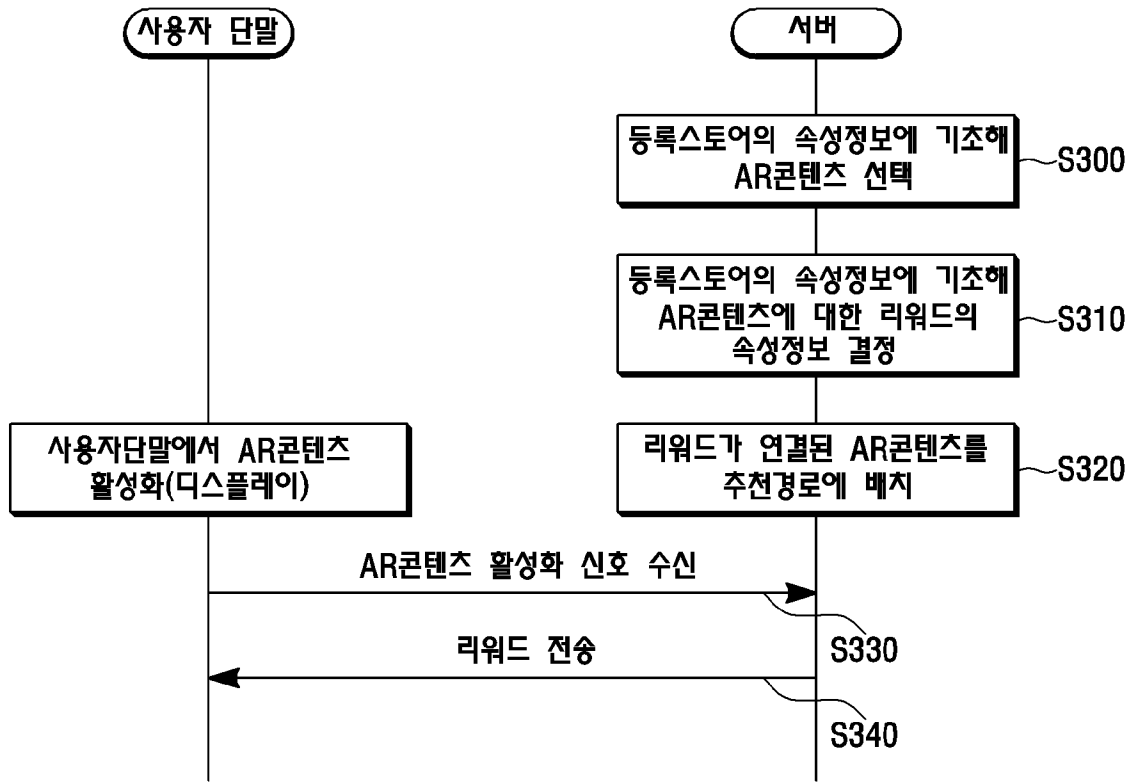 사용자 단말
서버
등록스토어의 속성정보에 기초해
AR콘텐츠 선택
S300
등록스토어의 속성정보에 기초해
AR콘텐츠에 대한 리워드의
속성정보 결정
S310
사용자단말에서 AR콘텐츠
활성화(디스플레이)
리워드가 연결된 AR콘텐츠를
추천경로에 배치
S320
AR콘텐츠 활성화 신호 수신
S330
리워드 전송
S340